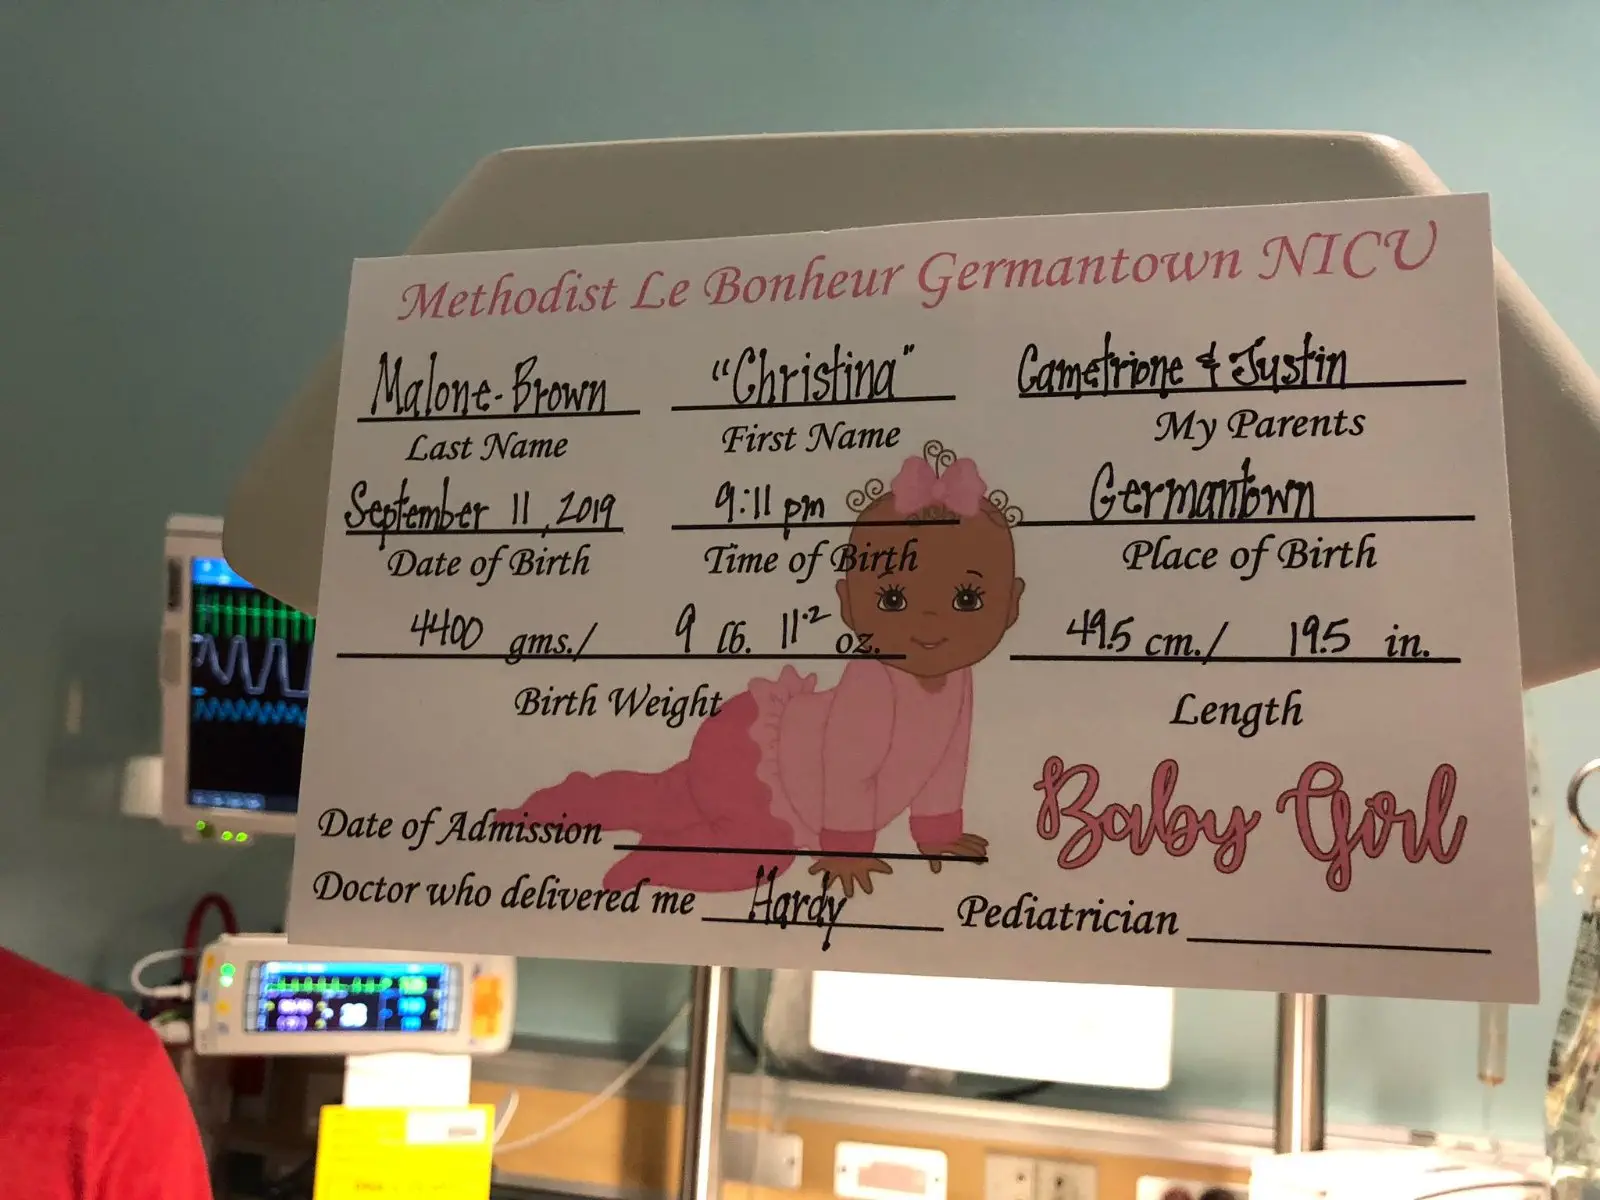 Methodist Le Bonheur Germantown NICU
Malone-Brown "Christina" Cametrione & Justin
Last Name First Name My Parents
September 11, 2019 9:11 pm Germantown
Date of Birth Time of Birth Place of Birth
4400 gms./ 9 lb. 11.2 oz. 49.5 cm./ 19.5 in.
Birth Weight Length
Baby Girl
Date of Admission
Doctor who delivered me Hardy Pediatrician